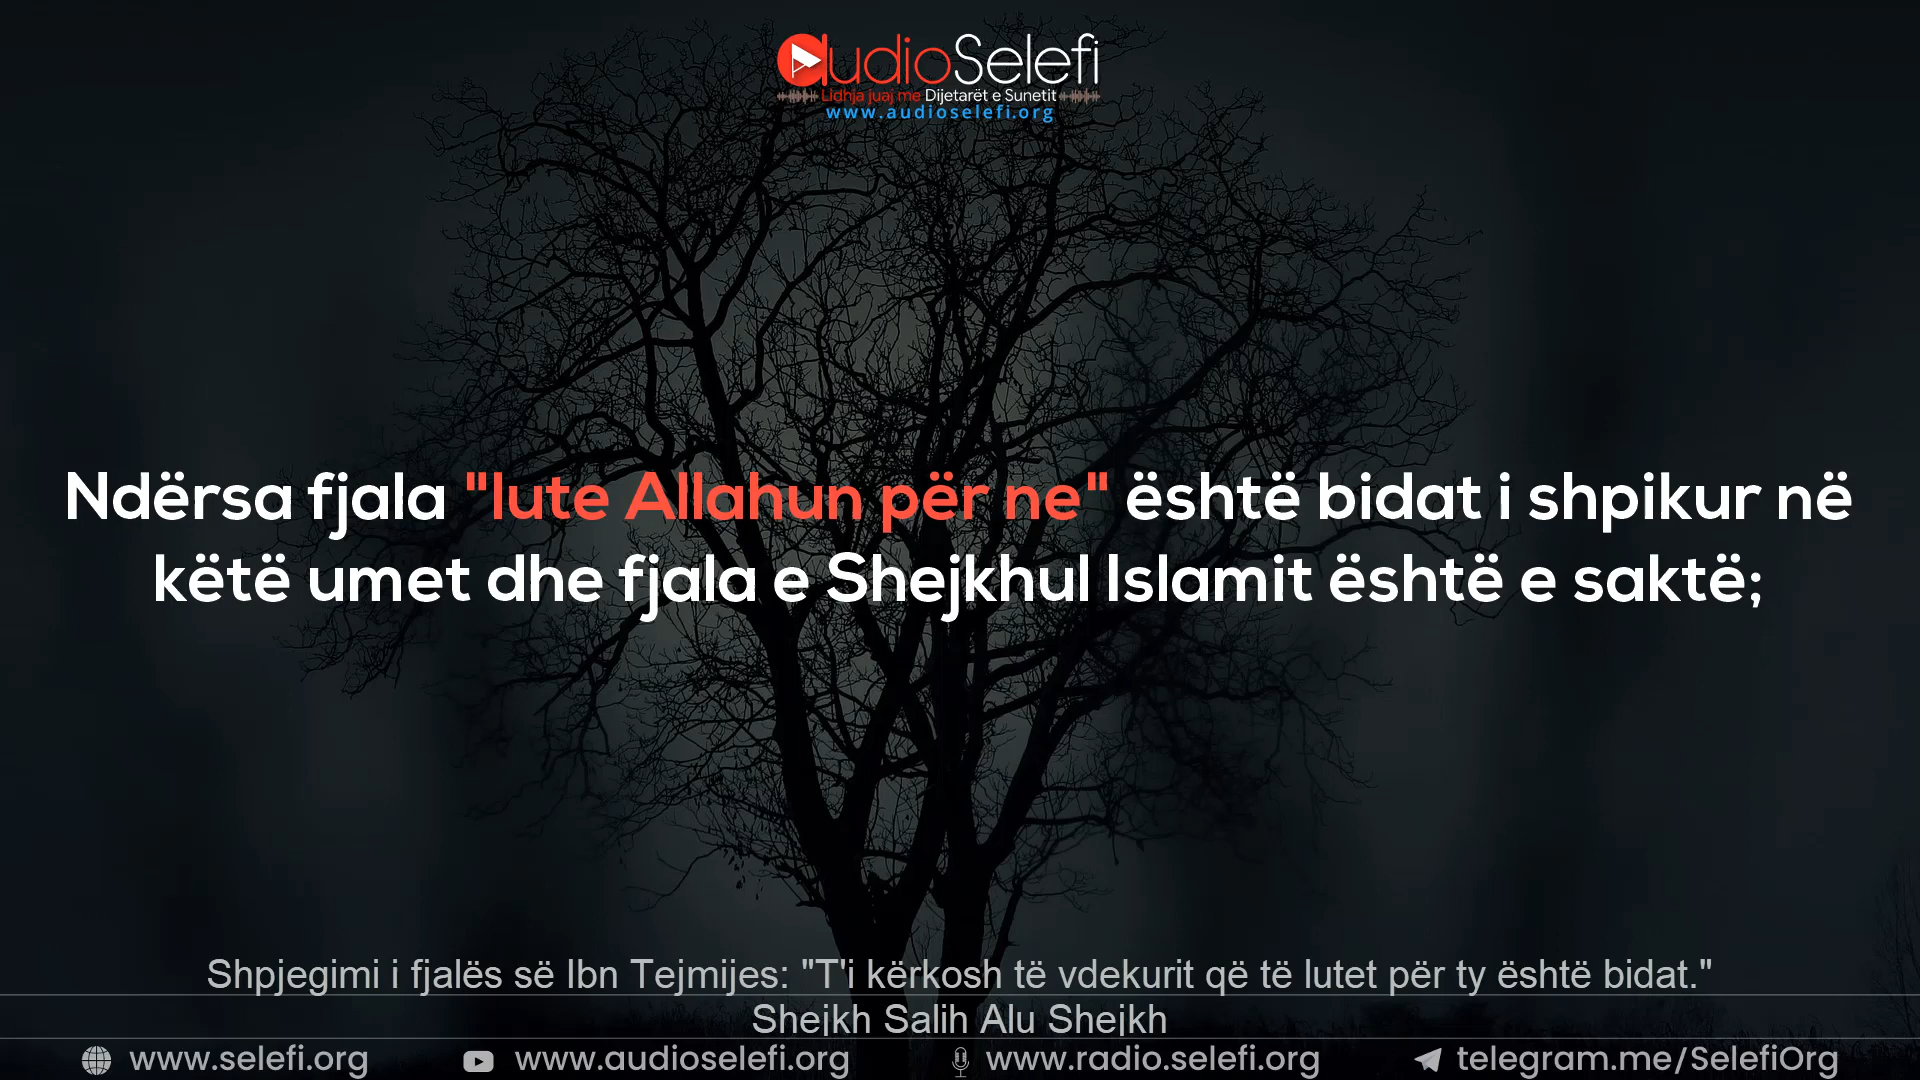 audioSelefi
Lidhja juaj me Dijetarët e Sunetit
www.audioselefi.org
Ndërsa fjala "lute Allahun për ne" është bidat i shpikur në
këtë umet dhe fjala e Shejkhul Islamit është e saktë;
Shpjegimi i fjalës së Ibn Tejmijes: "T'i kërkosh të vdekurit që të lutet për ty është bidat."
Shejkh Salih Alu Shejkh
www.selefi.org www.audioselefi.org www.radio.selefi.org telegram.me/SelefiOrg